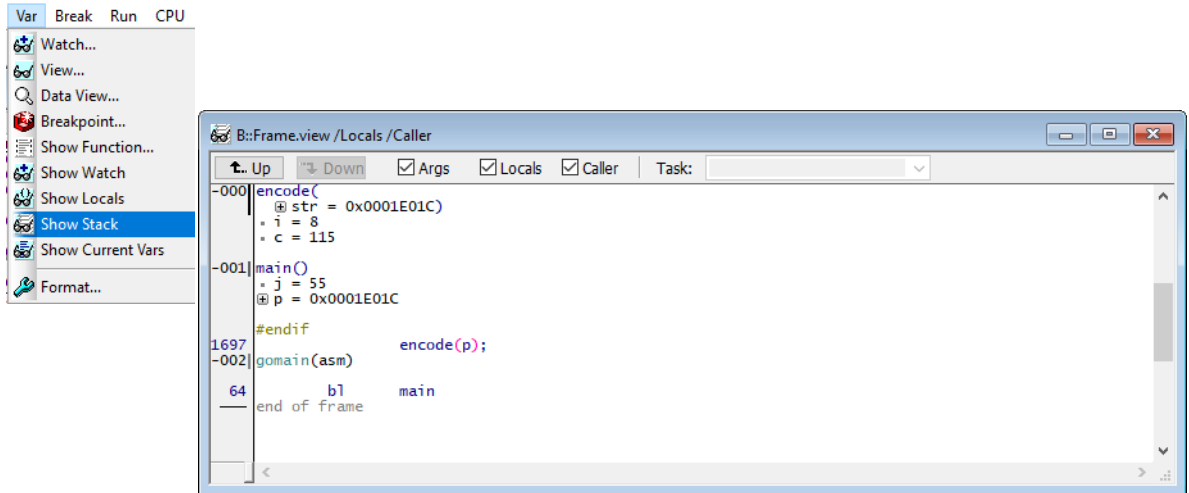 Var Break Run CPU
Watch...
View...
Data View...
Breakpoint...
Show Function...
Show Watch
Show Locals
Show Stack
Show Current Vars
Format...
B::Frame.view /Locals /Caller
Up Down Args Locals Caller Task:
-000 encode(
str = 0x0001E01C)
i = 8
c = 115
-001 main()
j = 55
p = 0x0001E01C
#endif
1697 encode(p);
-002 gomain(asm)
64 bl main
end of frame